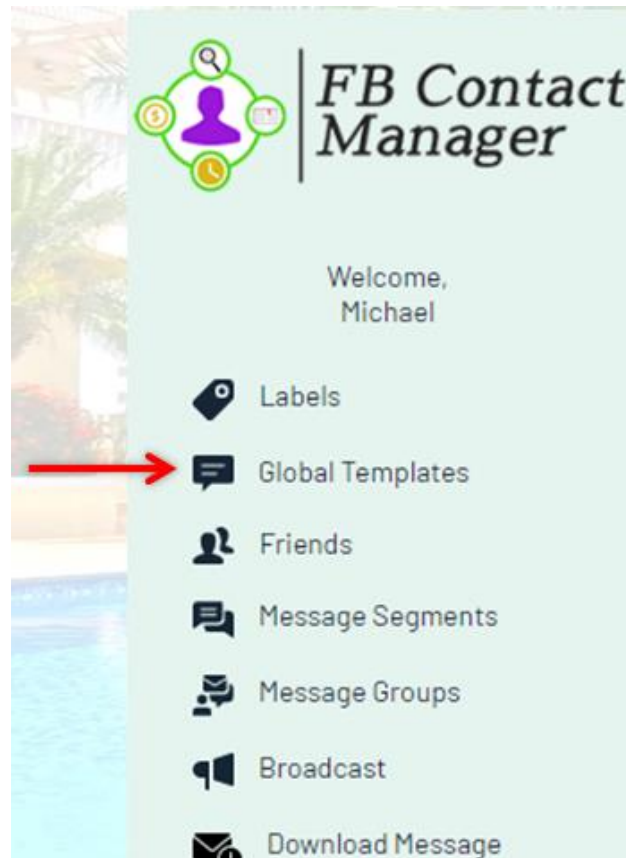 FB Contact
Manager
Welcome,
Michael
Labels
Global Templates
Friends
Message Segments
Message Groups
Broadcast
Download Message